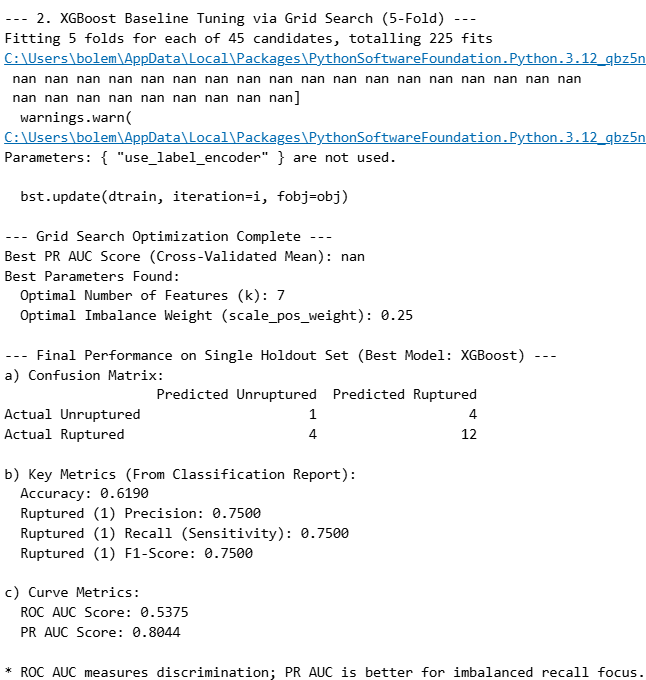 --- 2. XGBoost Baseline Tuning via Grid Search (5-Fold) ---
Fitting 5 folds for each of 45 candidates, totalling 225 fits
C:\Users\bolem\AppData\Local\Packages\PythonSoftwareFoundation.Python.3.12_qbz5n
 nan nan nan nan nan nan nan nan nan nan nan nan nan nan nan nan nan nan
 nan nan nan nan nan nan nan nan nan]
  warnings.warn(
C:\Users\bolem\AppData\Local\Packages\PythonSoftwareFoundation.Python.3.12_qbz5n
Parameters: { "use_label_encoder" } are not used.

  bst.update(dtrain, iteration=i, fobj=obj)

--- Grid Search Optimization Complete ---
Best PR AUC Score (Cross-Validated Mean): nan
Best Parameters Found:
  Optimal Number of Features (k): 7
  Optimal Imbalance Weight (scale_pos_weight): 0.25

--- Final Performance on Single Holdout Set (Best Model: XGBoost) ---
a) Confusion Matrix:
                   Predicted Unruptured  Predicted Ruptured
Actual Unruptured                     1                   4
Actual Ruptured                       4                  12

b) Key Metrics (From Classification Report):
  Accuracy: 0.6190
  Ruptured (1) Precision: 0.7500
  Ruptured (1) Recall (Sensitivity): 0.7500
  Ruptured (1) F1-Score: 0.7500

c) Curve Metrics:
  ROC AUC Score: 0.5375
  PR AUC Score: 0.8044

* ROC AUC measures discrimination; PR AUC is better for imbalanced recall focus.